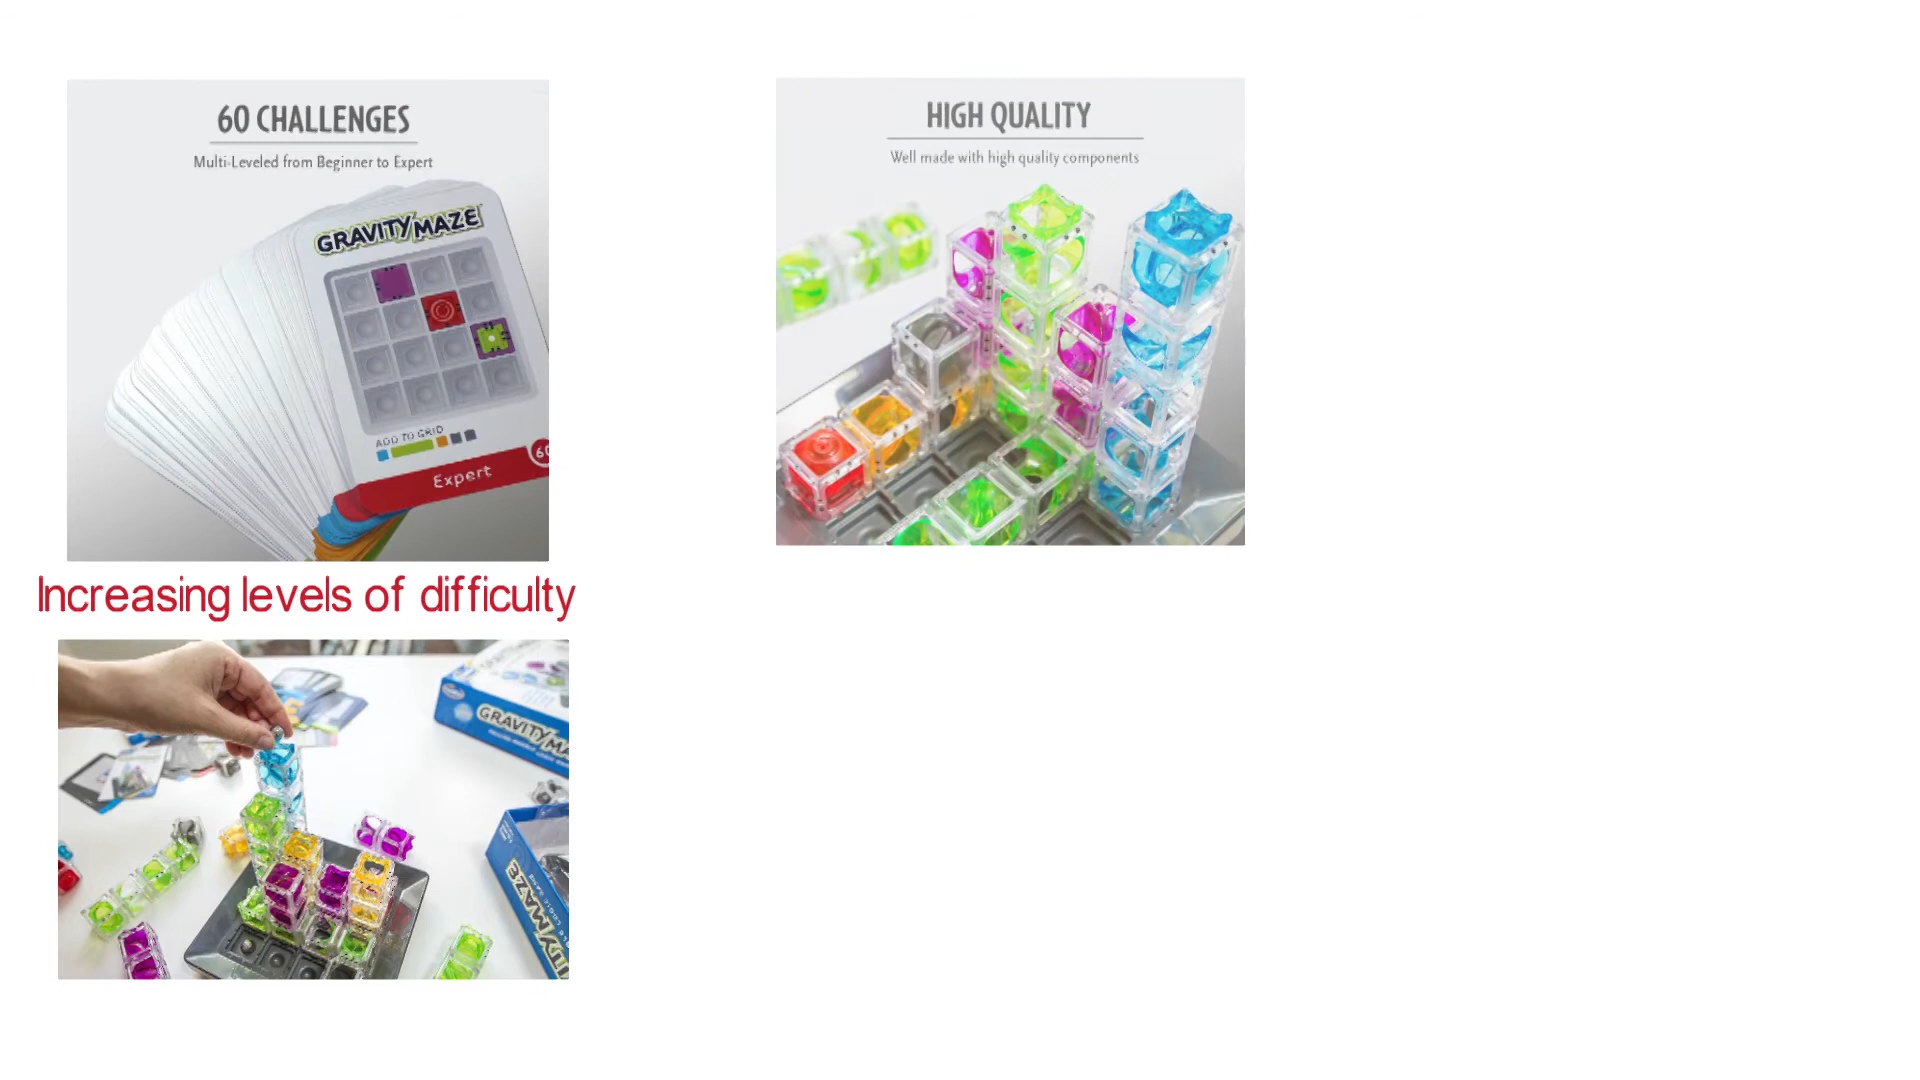 60 CHALLENGES
Multi-Leveled from Beginner to Expert
GRAVITY MAZE
ADD TO GRID
60
Expert
Increasing levels of difficulty
HIGH QUALITY
Well made with high quality components
GRAVITY MA